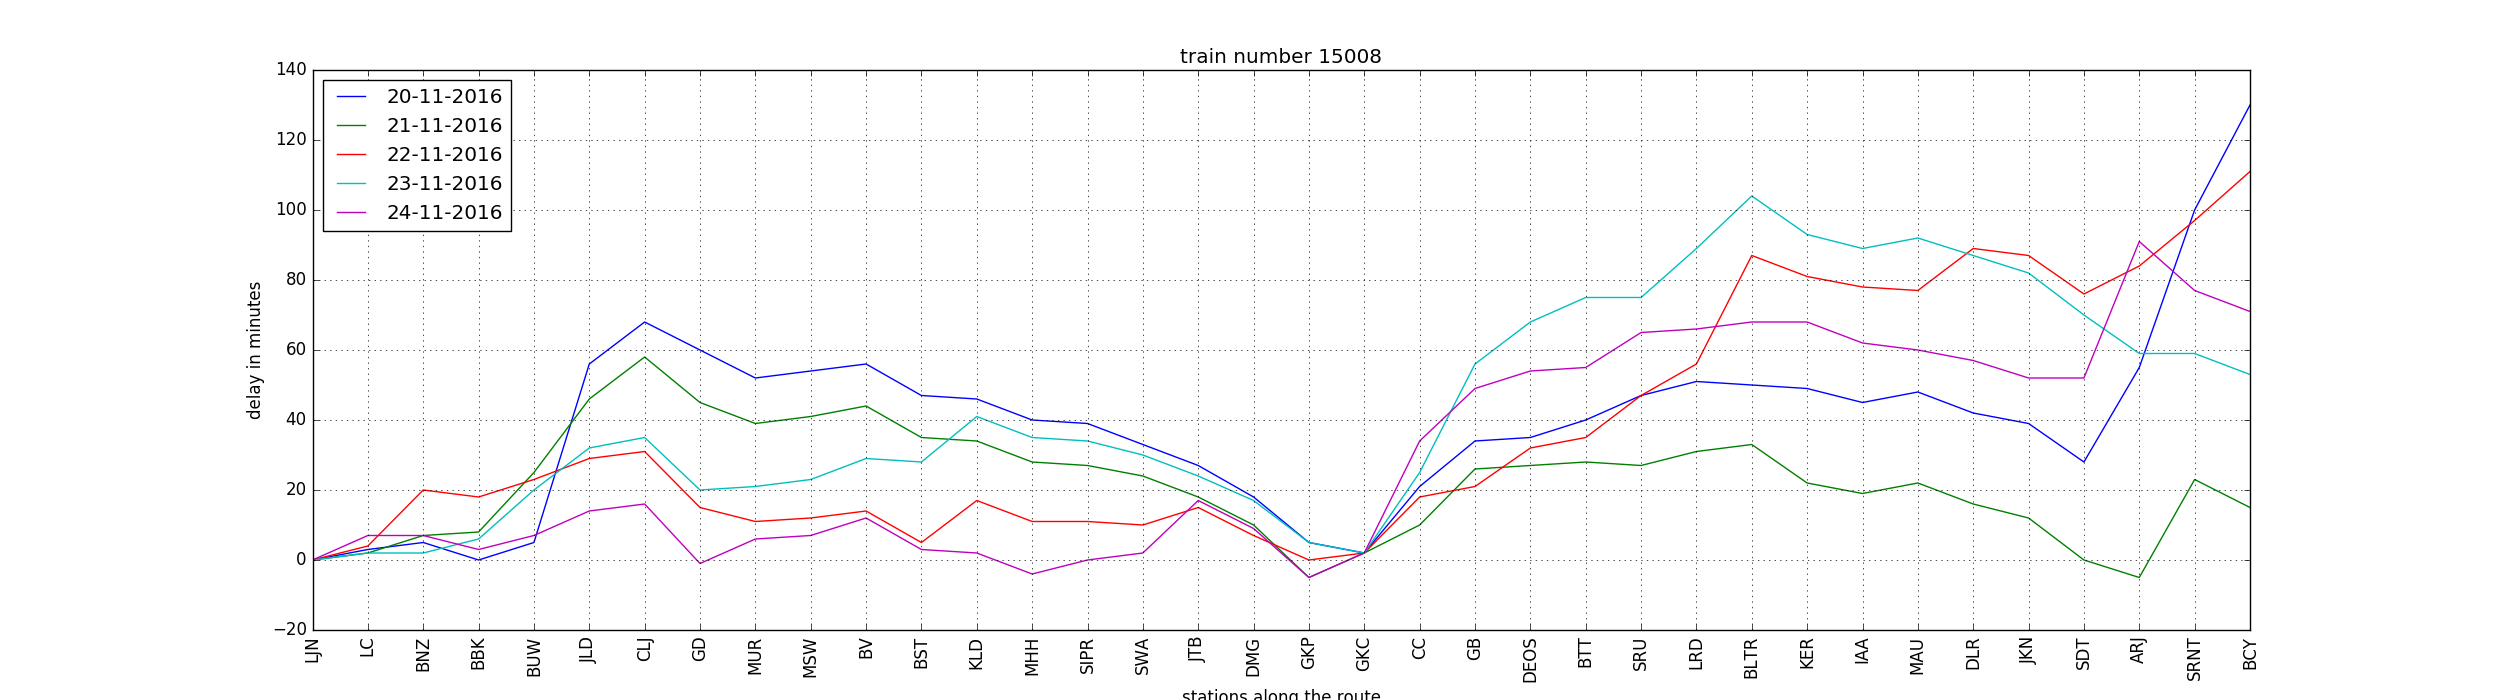 train number 15008
140
120
100
80
60
40
20
0
−20
delay in minutes
20-11-2016
21-11-2016
22-11-2016
23-11-2016
24-11-2016
LJN
LC
BNZ
BBK
BUW
JLD
CLJ
GD
MUR
MSW
BV
BST
KLD
MHH
SIPR
SWA
JTB
DMG
GKP
GKC
CC
GB
DEOS
BTT
SRU
LRD
BLTR
KER
IAA
MAU
DLR
JKN
SDT
ARJ
SRNT
BCY
stations along the route